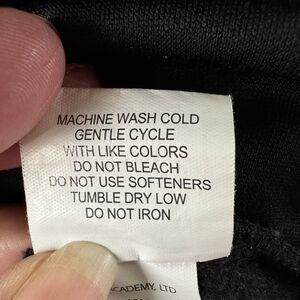 MACHINE WASH COLD
GENTLE CYCLE
WITH LIKE COLORS
DO NOT BLEACH
DO NOT USE SOFTENERS
TUMBLE DRY LOW
DO NOT IRON
ACADEMY, LTD